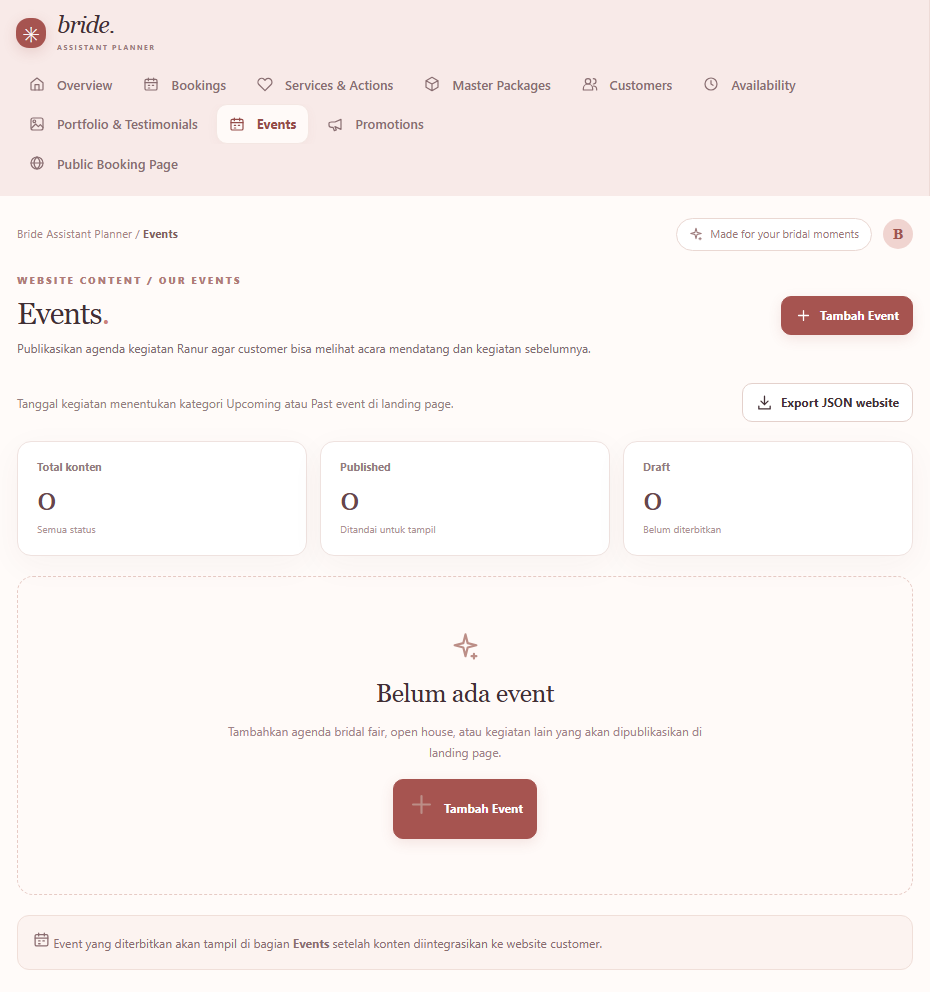 bride.
ASSISTANT PLANNER
Overview
Bookings
Services & Actions
Master Packages
Customers
Availability
Portfolio & Testimonials
Events
Promotions
Public Booking Page
Bride Assistant Planner / Events
Made for your bridal moments
B
WEBSITE CONTENT / OUR EVENTS
Events.
Tambah Event
Publikasikan agenda kegiatan Ranur agar customer bisa melihat acara mendatang dan kegiatan sebelumnya.
Tanggal kegiatan menentukan kategori Upcoming atau Past event di landing page.
Export JSON website
Total konten
0
Semua status
Published
0
Ditandai untuk tampil
Draft
0
Belum diterbitkan
Belum ada event
Tambahkan agenda bridal fair, open house, atau kegiatan lain yang akan dipublikasikan di
landing page.
Tambah Event
Event yang diterbitkan akan tampil di bagian Events setelah konten diintegrasikan ke website customer.